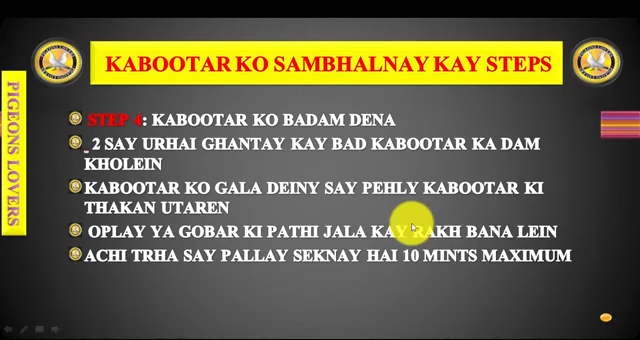 KABOOTAR KO SAMBHALNAY KAY STEPS
PIGEONS LOVERS
STEP 4: KABOOTAR KO BADAM DENA
2 SAY URHAI GHANTAY KAY BAD KABOOTAR KA DAM
KHOLEIN
KABOOTAR KO GALA DEINY SAY PEHLY KABOOTAR KI
THAKAN UTAREN
OPLAY YA GOBAR KI PATHI JALA KAY RAKH BANA LEIN
ACHI TRHA SAY PALLAY SEKNAY HAI 10 MINTS MAXIMUM